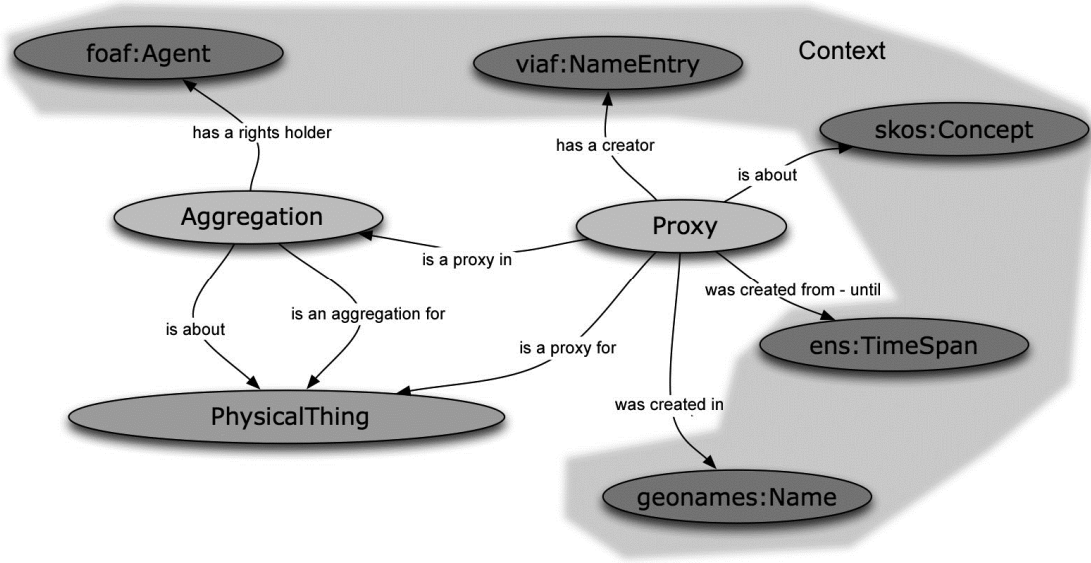 foaf:Agent
viaf:NameEntry
Context
skos:Concept
has a rights holder
has a creator
is about
Aggregation
Proxy
is a proxy in
was created from - until
is about
is an aggregation for
is a proxy for
ens:TimeSpan
was created in
PhysicalThing
geonames:Name